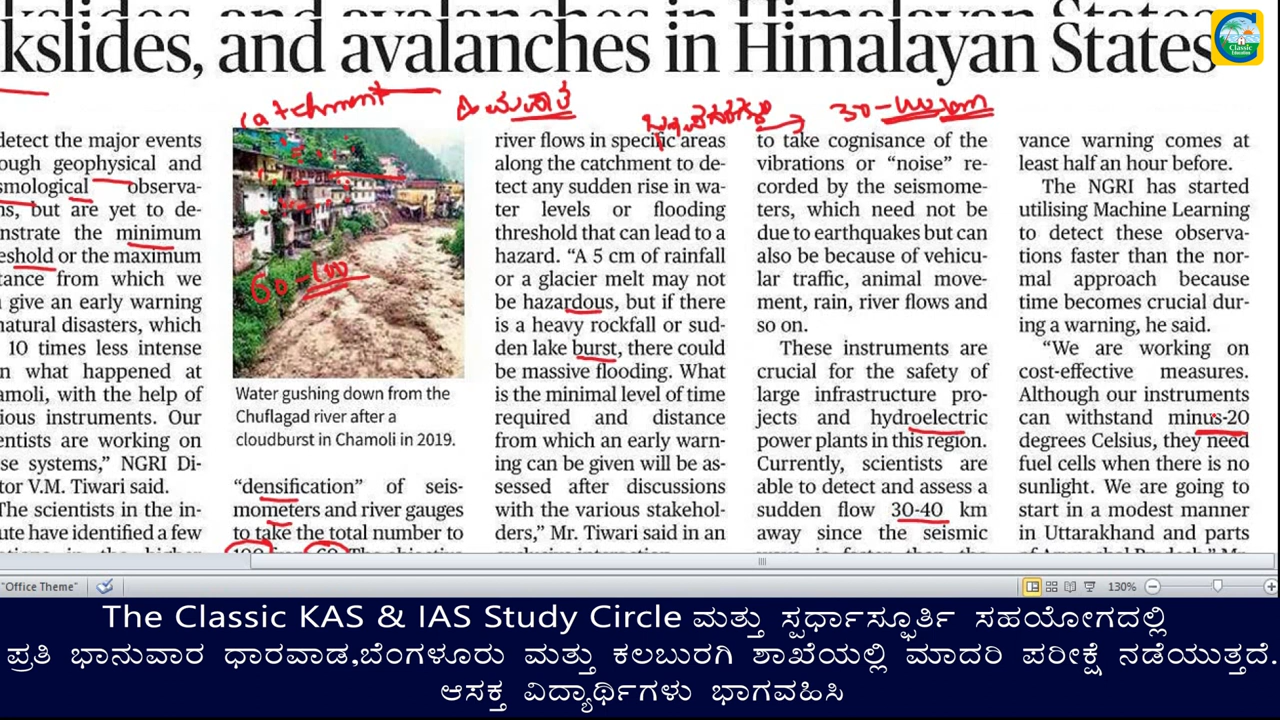 kslides, and avalanches in Himalayan States
Classic
Education
catchment
30-
detect the major events
ough geophysical and
smological observa-
ns, but are yet to de-
nstrate the minimum
eshold or the maximum
tance from which we
give an early warning
natural disasters, which
10 times less intense
n what happened at
amoli, with the help of
ious instruments. Our
entists are working on
se systems,” NGRI Di-
tor V.M. Tiwari said.
The scientists in the in-
ute have identified a few
60-100
Water gushing down from the
Chuflagad river after a
cloudburst in Chamoli in 2019.
“densification” of seis-
mometers and river gauges
to take the total number to
100 from 60. The objective
river flows in specific areas
along the catchment to de-
tect any sudden rise in wa-
ter levels or flooding
threshold that can lead to a
hazard. “A 5 cm of rainfall
or a glacier melt may not
be hazardous, but if there
is a heavy rockfall or sud-
den lake burst, there could
be massive flooding. What
is the minimal level of time
required and distance
from which an early warn-
ing can be given will be as-
sessed after discussions
with the various stakehol-
ders,” Mr. Tiwari said in an
exclusive interaction.
to take cognisance of the
vibrations or “noise” re-
corded by the seismome-
ters, which need not be
due to earthquakes but can
also be because of vehicu-
lar traffic, animal move-
ment, rain, river flows and
so on.
These instruments are
crucial for the safety of
large infrastructure pro-
jects and hydroelectric
power plants in this region.
Currently, scientists are
able to detect and assess a
sudden flow 30-40 km
away since the seismic
wave is faster than the
vance warning comes at
least half an hour before.
The NGRI has started
utilising Machine Learning
to detect these observa-
tions faster than the nor-
mal approach because
time becomes crucial dur-
ing a warning, he said.
“We are working on
cost-effective measures.
Although our instruments
can withstand minus-20
degrees Celsius, they need
fuel cells when there is no
sunlight. We are going to
start in a modest manner
in Uttarakhand and parts
of Arunachal Pradesh,” Mr.
"Office Theme"
130%
The Classic KAS & IAS Study Circle ಮತ್ತು ಸ್ಪರ್ಧಾಸ್ಫೂರ್ತಿ ಸಹಯೋಗದಲ್ಲಿ
ಪ್ರತಿ ಭಾನುವಾರ ಧಾರವಾಡ,ಬೆಂಗಳೂರು ಮತ್ತು ಕಲಬುರಗಿ ಶಾಖೆಯಲ್ಲಿ ಮಾದರಿ ಪರೀಕ್ಷೆ ನಡೆಯುತ್ತದೆ.
ಆಸಕ್ತ ವಿದ್ಯಾರ್ಥಿಗಳು ಭಾಗವಹಿಸಿ